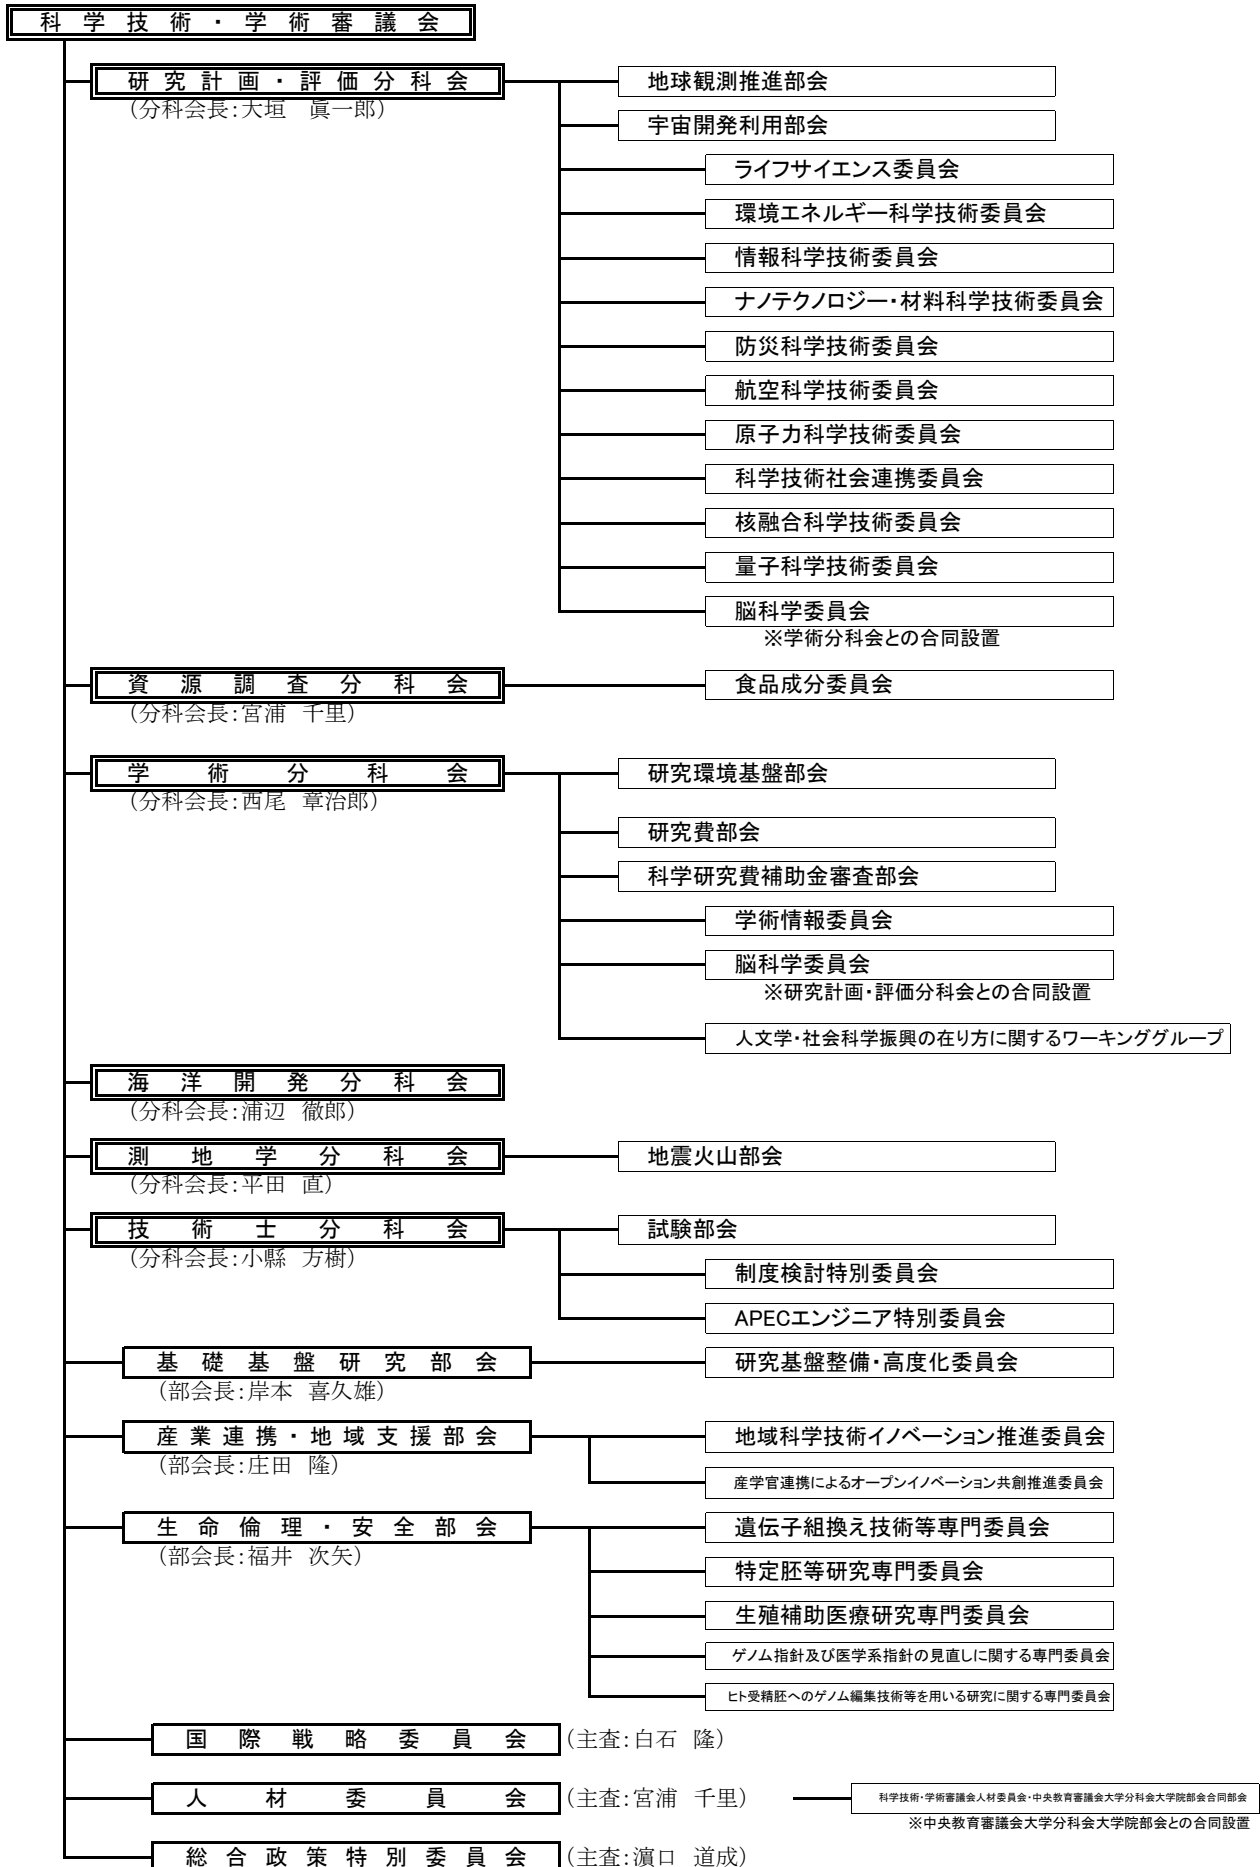 科学技術・学術審議会
研究計画・評価分科会
(分科会長:大垣 眞一郎)
地球観測推進部会
宇宙開発利用部会
ライフサイエンス委員会
環境エネルギー科学技術委員会
情報科学技術委員会
ナノテクノロジー・材料科学技術委員会
防災科学技術委員会
航空科学技術委員会
原子力科学技術委員会
科学技術社会連携委員会
核融合科学技術委員会
量子科学技術委員会
脳科学委員会
※学術分科会との合同設置
資源調査分科会
(分科会長:宮浦 千里)
食品成分委員会
学術分科会
(分科会長:西尾 章治郎)
研究環境基盤部会
研究費部会
科学研究費補助金審査部会
学術情報委員会
脳科学委員会
※研究計画・評価分科会との合同設置
人文学・社会科学振興の在り方に関するワーキンググループ
海洋開発分科会
(分科会長:浦辺 徹郎)
測地学分科会
(分科会長:平田 直)
地震火山部会
技術士分科会
(分科会長:小縣 方樹)
試験部会
制度検討特別委員会
APECエンジニア特別委員会
基礎基盤研究部会
(部会長:岸本 喜久雄)
研究基盤整備・高度化委員会
産業連携・地域支援部会
(部会長:庄田 隆)
地域科学技術イノベーション推進委員会
産学官連携によるオープンイノベーション共創推進委員会
生命倫理・安全部会
(部会長:福井 次矢)
遺伝子組換え技術等専門委員会
特定胚等研究専門委員会
生殖補助医療研究専門委員会
ゲノム指針及び医学系指針の見直しに関する専門委員会
ヒト受精胚へのゲノム編集技術等を用いる研究に関する専門委員会
国際戦略委員会 (主査:白石 隆)
人材委員会 (主査:宮浦 千里)
科学技術・学術審議会人材委員会・中央教育審議会大学分科会大学院部会合同部会
※中央教育審議会大学分科会大学院部会との合同設置
総合政策特別委員会 (主査:濵口 道成)